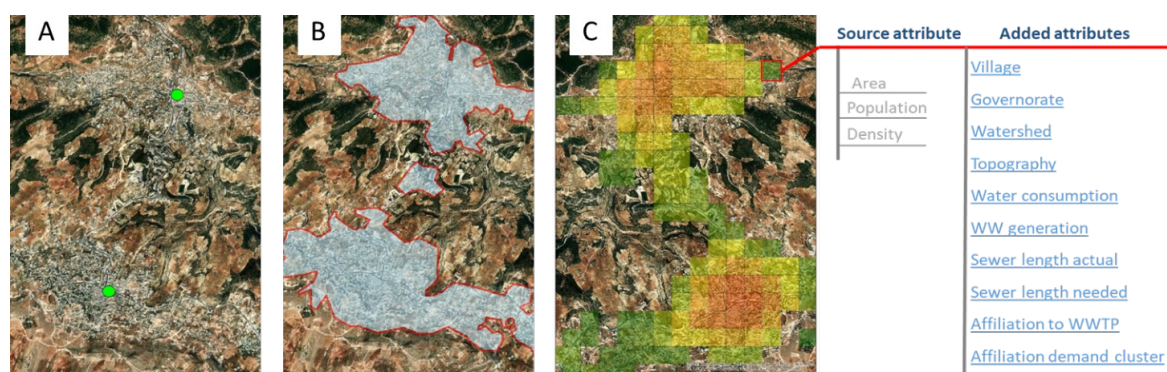 A
B
C
Source attribute
Added attributes
Area
Population
Density
Village
Governorate
Watershed
Topography
Water consumption
WW generation
Sewer length actual
Sewer length needed
Affiliation to WWTP
Affiliation demand cluster